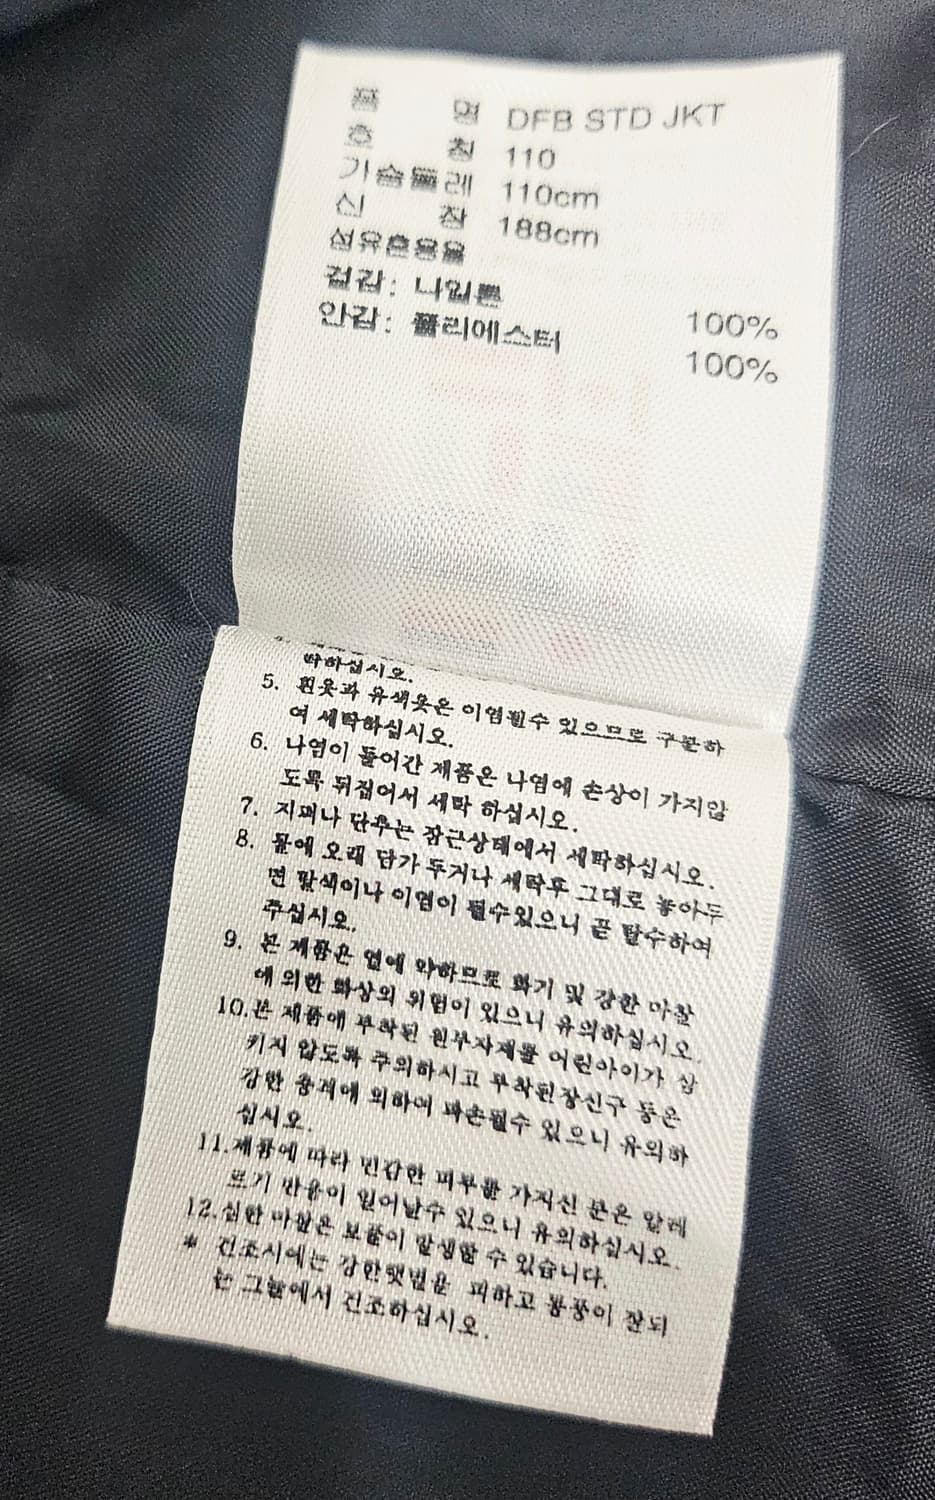 품 명 DFB STD JKT
호 칭 110
가슴둘레 110cm
신 장 188cm
섬유혼용율
겉감: 나일론 100%
안감: 폴리에스터 100%
하십시오.
5. 흰옷과 유색옷은 이염될수 있으므로 구분하
여 세탁하십시오.
6. 나염이 들어간 제품은 나염에 손상이 가지않
도록 뒤집어서 세탁 하십시오.
7. 지퍼나 단추는 잠근상태에서 세탁하십시오.
8. 물에 오래 담가 두거나 세탁후 그대로 놓아두
면 탈색이나 이염이 될수있으니 곧 탈수하여
주십시오.
9. 본 제품은 열에 약하므로 화기 및 강한 마찰
에 의한 화상의 위험이 있으니 유의하십시오.
10.본 제품에 부착된 원부자재를 어린아이가 삼
키지 않도록 주의하시고 부착된장신구 등은
강한 충격에 의하여 파손될수 있으니 유의하
십시오.
11.제품에 따라 민감한 피부를 가지신 분은 알레
르기 반응이 일어날수 있으니 유의하십시오.
12.심한 마찰은 보풀이 발생할 수 있습니다.
* 건조시에는 강한햇볕을 피하고 통풍이 잘되
는 그늘에서 건조하십시오.